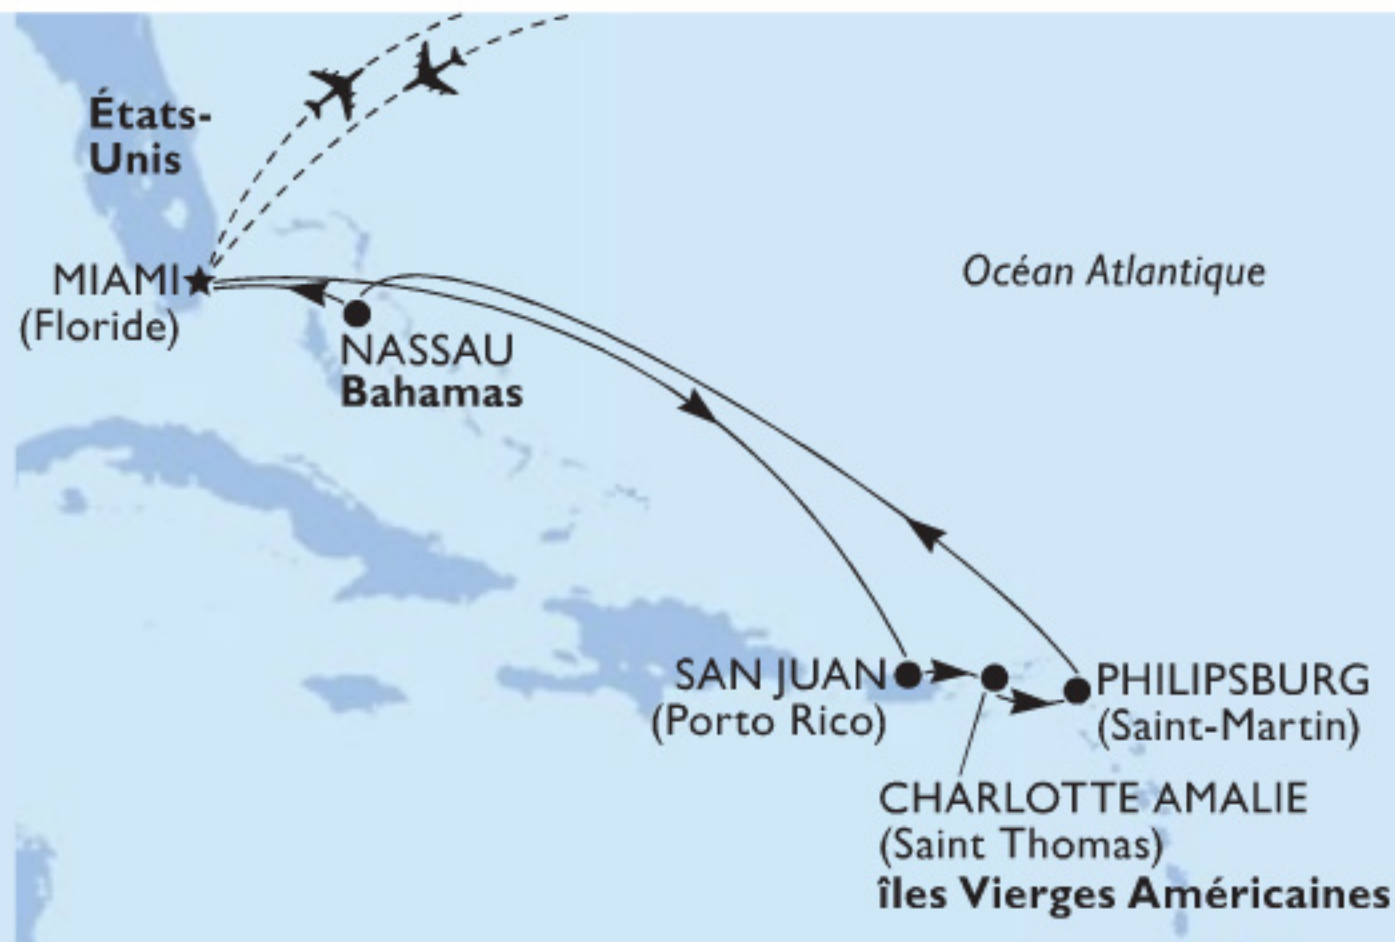 États-
Unis
MIAMI
(Floride)
NASSAU
Bahamas
Océan Atlantique
SAN JUAN
(Porto Rico)
PHILIPSBURG
(Saint-Martin)
CHARLOTTE AMALIE
(Saint Thomas)
îles Vierges Américaines